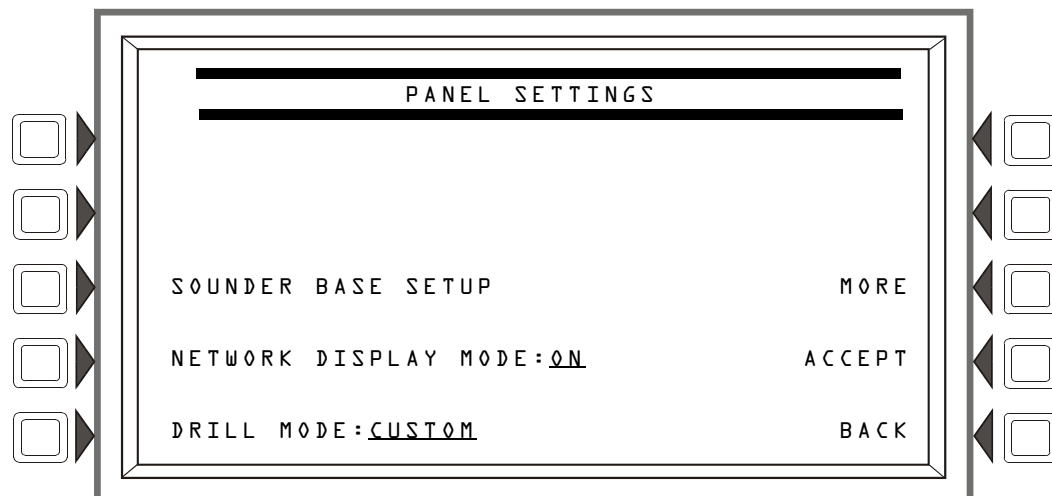 PANEL SETTINGS
SOUNDER BASE SETUP MORE
NETWORK DISPLAY MODE:ON ACCEPT
DRILL MODE:CUSTOM BACK